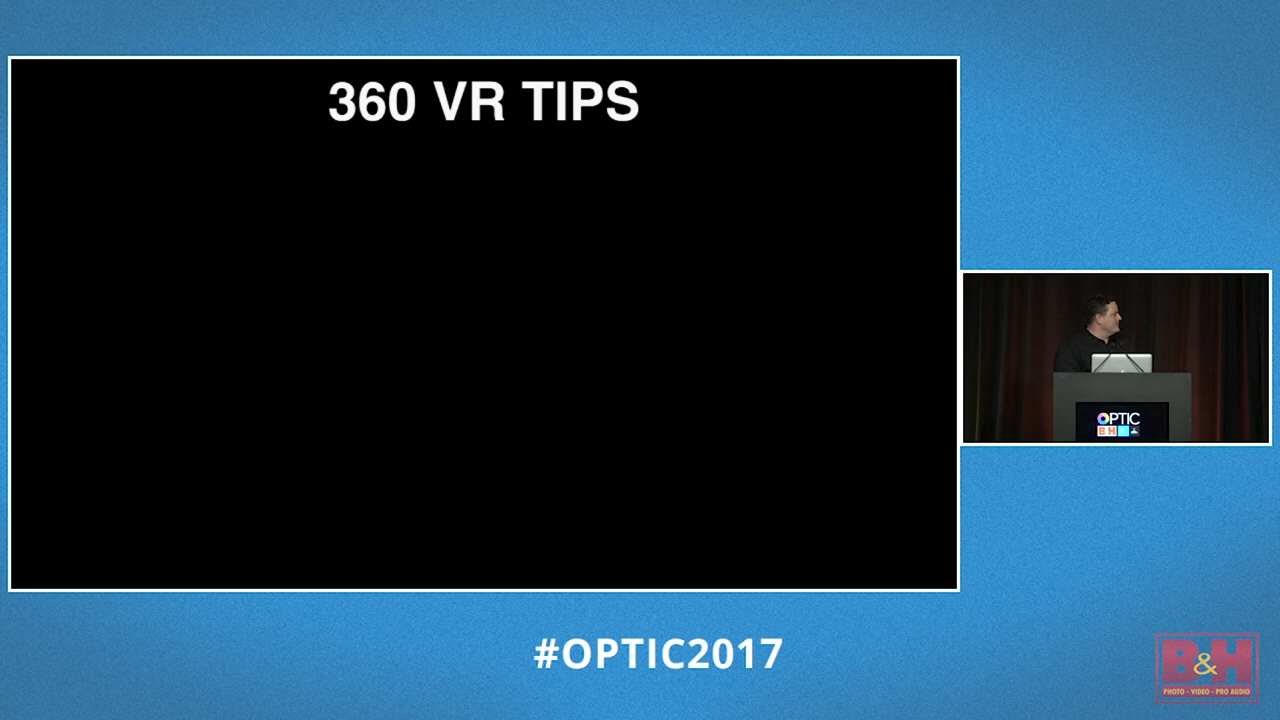 360 VR TIPS
OPTIC
B H
#OPTIC2017
B&H
PHOTO - VIDEO - PRO AUDIO